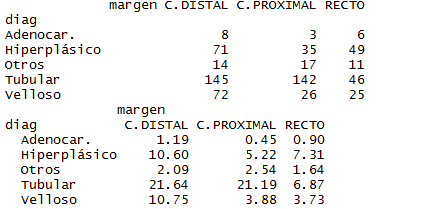 margen C.DISTAL C.PROXIMAL RECTO
diag
Adenocar. 8 3 6
Hiperplásico 71 35 49
Otros 14 17 11
Tubular 145 142 46
Velloso 72 26 25
margen
diag C.DISTAL C.PROXIMAL RECTO
Adenocar. 1.19 0.45 0.90
Hiperplásico 10.60 5.22 7.31
Otros 2.09 2.54 1.64
Tubular 21.64 21.19 6.87
Velloso 10.75 3.88 3.73